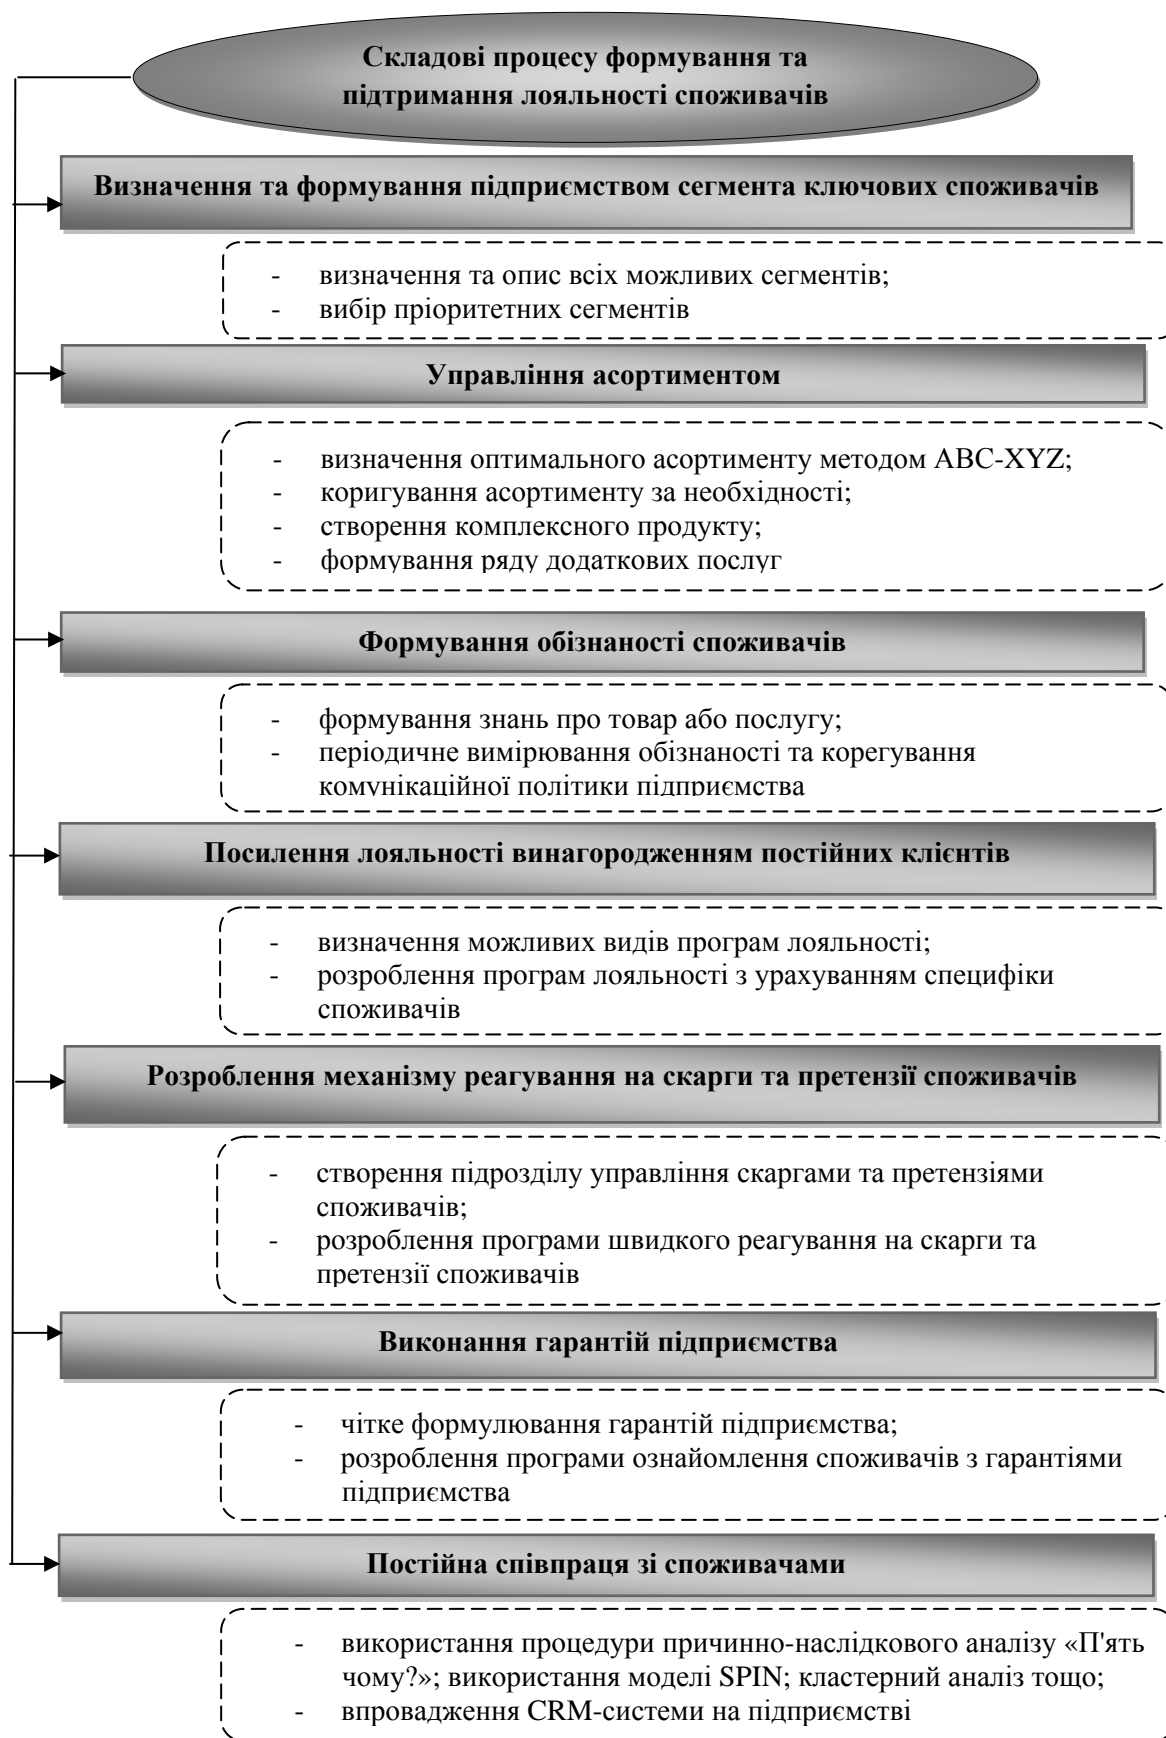 Складові процесу формування та
підтримання лояльності споживачів
Визначення та формування підприємством сегмента ключових споживачів
- визначення та опис всіх можливих сегментів;
- вибір пріоритетних сегментів
Управління асортиментом
- визначення оптимального асортименту методом ABC-XYZ;
- коригування асортименту за необхідності;
- створення комплексного продукту;
- формування ряду додаткових послуг
Формування обізнаності споживачів
- формування знань про товар або послугу;
- періодичне вимірювання обізнаності та корегування
комунікаційної політики підприємства
Посилення лояльності винагородженням постійних клієнтів
- визначення можливих видів програм лояльності;
- розроблення програм лояльності з урахуванням специфіки
споживачів
Розроблення механізму реагування на скарги та претензії споживачів
- створення підрозділу управління скаргами та претензіями
споживачів;
- розроблення програми швидкого реагування на скарги та
претензії споживачів
Виконання гарантій підприємства
- чітке формулювання гарантій підприємства;
- розроблення програми ознайомлення споживачів з гарантіями
підприємства
Постійна співпраця зі споживачами
- використання процедури причинно-наслідкового аналізу «П'ять
чому?»; використання моделі SPIN; кластерний аналіз тощо;
- впровадження CRM-системи на підприємстві